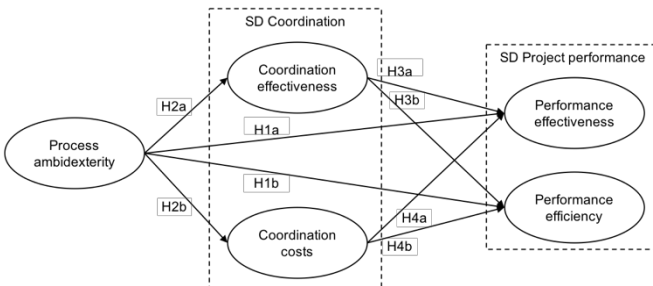 SD Coordination
SD Project performance
Coordination
effectiveness
H3a
H3b
H2a
H1a
Performance
effectiveness
Process
ambidexterity
H1b
H2b
Performance
efficiency
H4a
H4b
Coordination
costs